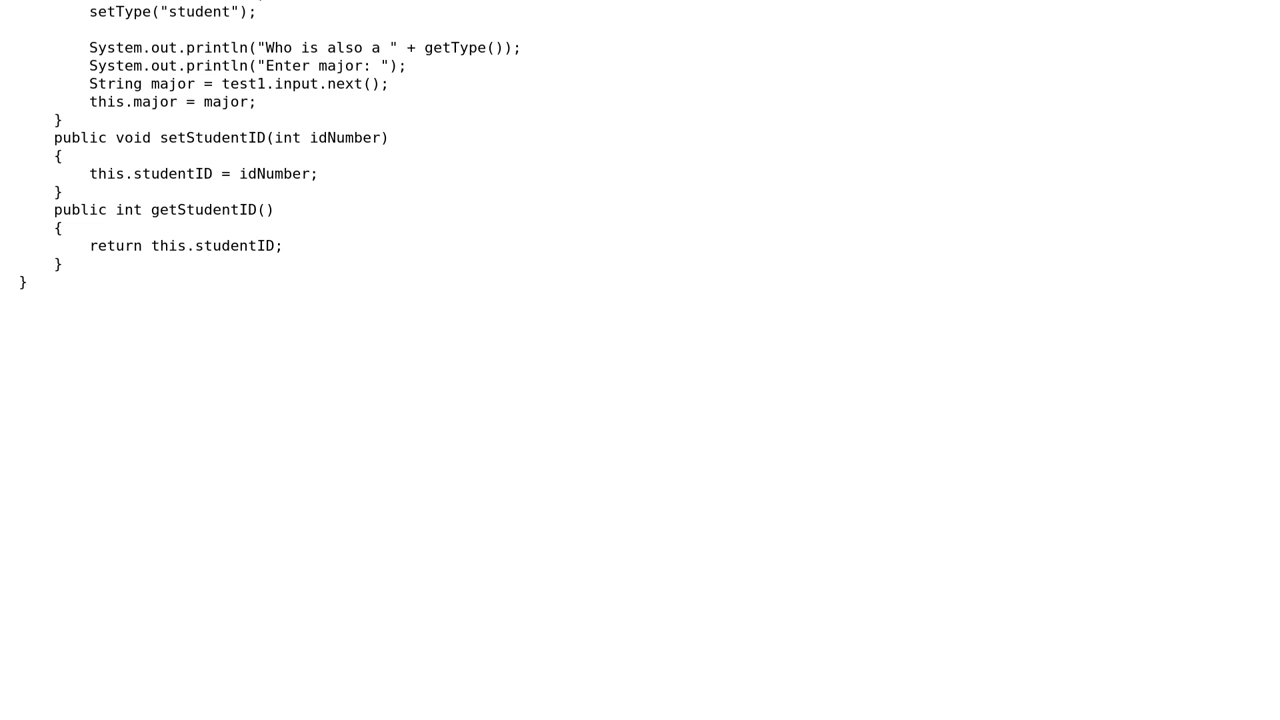 setType("student");

        System.out.println("Who is also a " + getType());
        System.out.println("Enter major: ");
        String major = test1.input.next();
        this.major = major;
    }
    public void setStudentID(int idNumber)
    {
        this.studentID = idNumber;
    }
    public int getStudentID()
    {
        return this.studentID;
    }
}